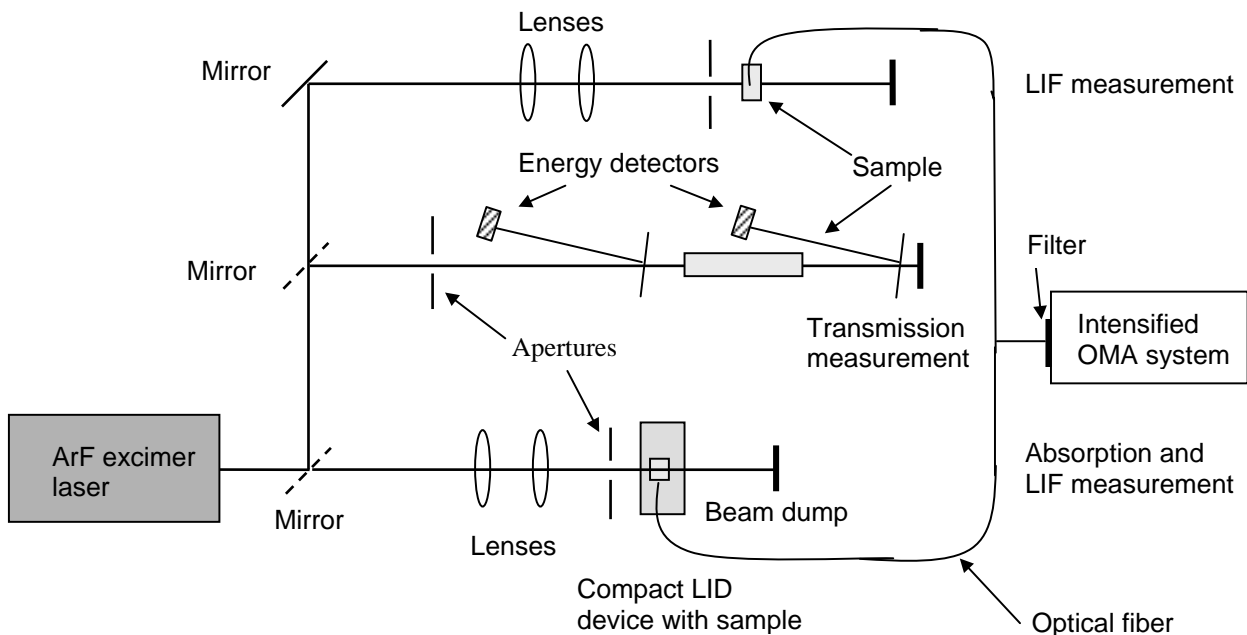 Lenses
Mirror
LIF measurement
Energy detectors
Sample
Mirror
Filter
Apertures
Transmission
measurement
Intensified
OMA system
ArF excimer
laser
Absorption and
LIF measurement
Mirror
Beam dump
Lenses
Compact LID
device with sample
Optical fiber